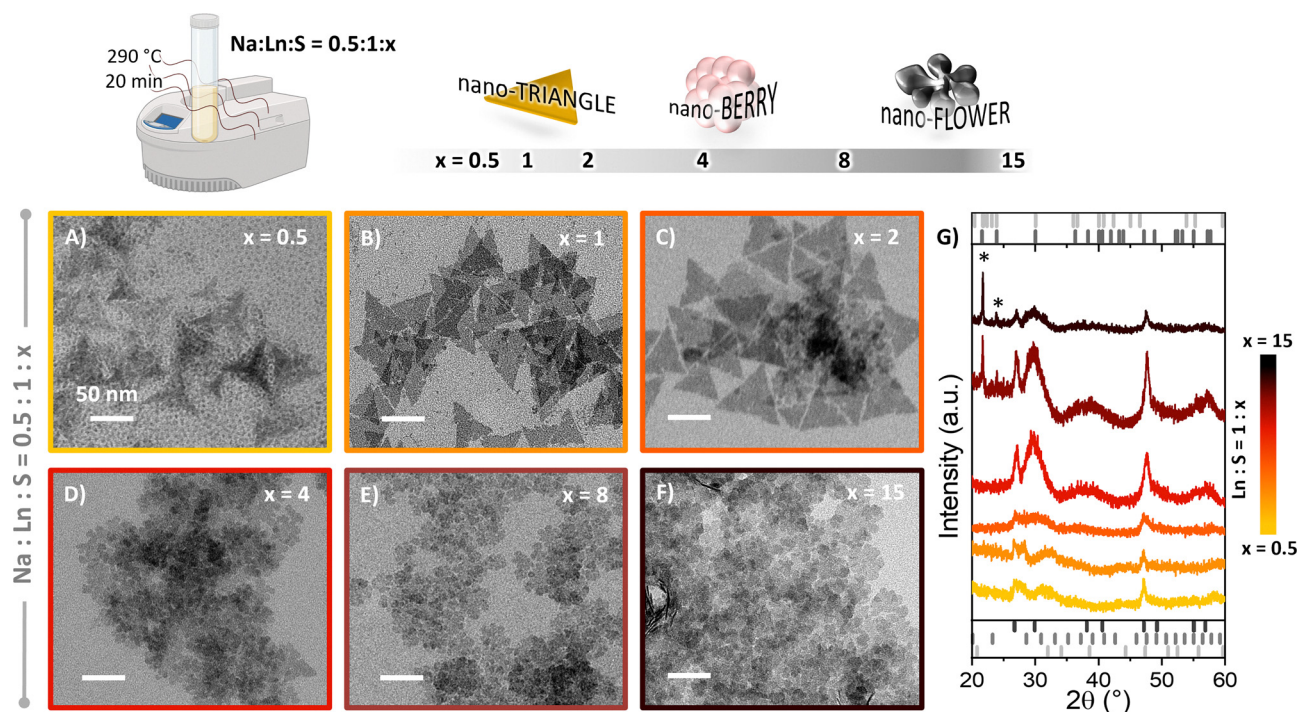 Na:Ln:S = 0.5:1:x
290 °C
20 min
nano-TRIANGLE
nano-BERRY
nano-FLOWER
x = 0.5 1 2 4 8 15
Na : Ln : S = 0.5 : 1 : x
A) x = 0.5
50 nm
B) x = 1
C) x = 2
D) x = 4
E) x = 8
F) x = 15
G)
*
*
Intensity (a.u.)
20 30 40 50 60
2θ (°)
x = 15
Ln : S = 1 : x
x = 0.5